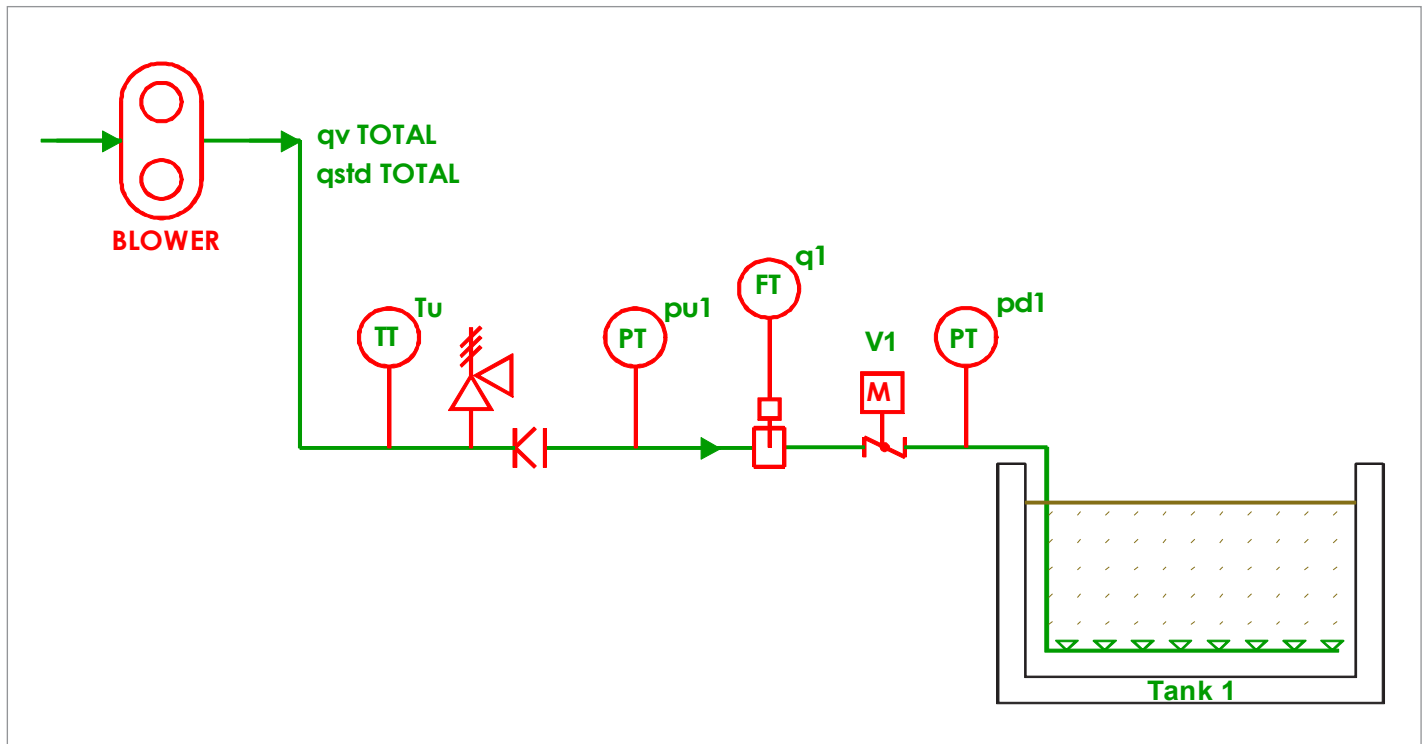 qv TOTAL
qstd TOTAL
BLOWER
q1
FT
Tu
TT
pu1
PT
pd1
PT
V1
M
Tank 1